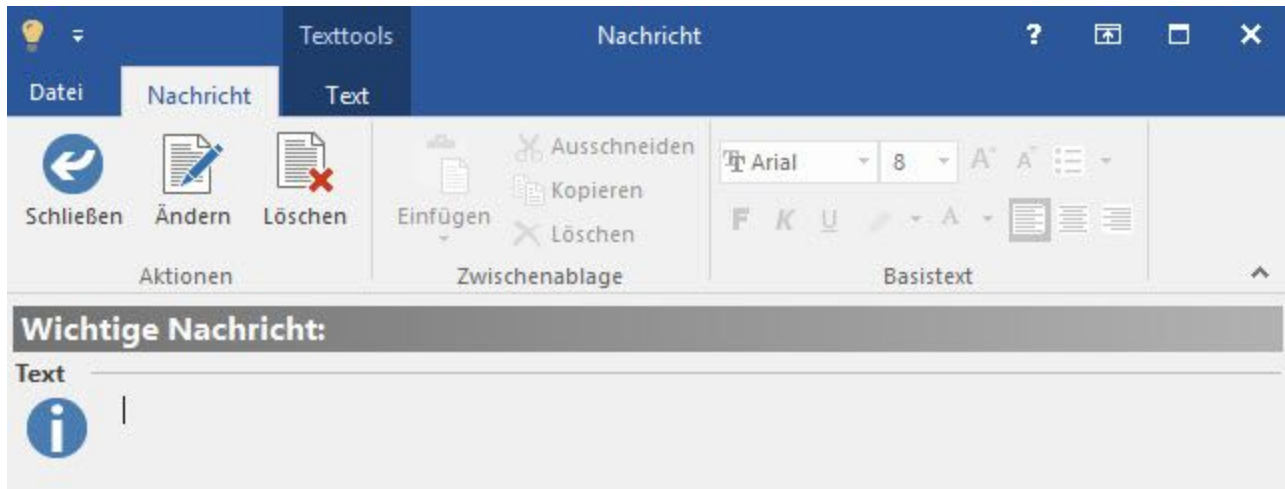 Texttools Nachricht ?
Datei Nachricht Text
Ausschneiden
Arial 8 A A
Kopieren
Schließen Ändern Löschen Einfügen
F K U A
Löschen
Aktionen Zwischenablage Basistext
Wichtige Nachricht:
Text